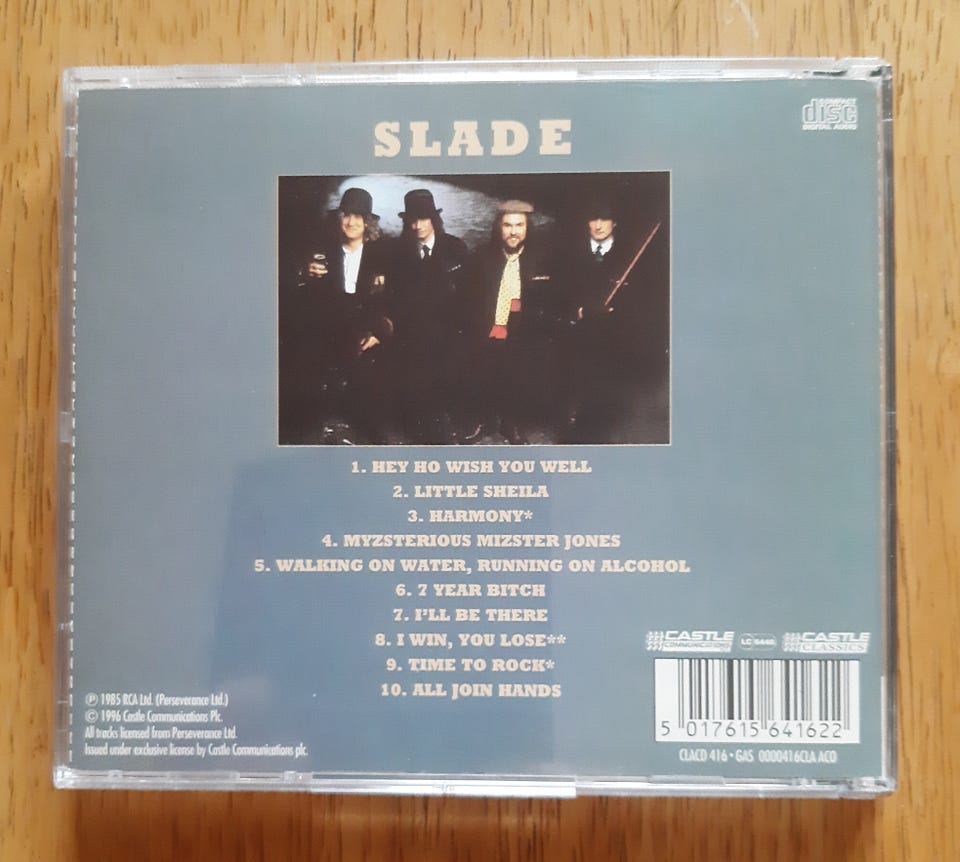 COMPACT
disc
DIGITAL AUDIO
SLADE
1. HEY HO WISH YOU WELL
2. LITTLE SHEILA
3. HARMONY*
4. MYZSTERIOUS MIZSTER JONES
5. WALKING ON WATER, RUNNING ON ALCOHOL
6. 7 YEAR BITCH
7. I'LL BE THERE
8. I WIN, YOU LOSE**
9. TIME TO ROCK*
10. ALL JOIN HANDS
CASTLE
COMMUNICATIONS
LC 6448
CASTLE
CLASSICS
℗ 1985 RCA Ltd. (Perseverance Ltd.)
© 1996 Castle Communications Plc.
All tracks licensed from Perseverance Ltd.
Issued under exclusive license by Castle Communications plc.
5 017615 641622
CLACD 416 • GAS 0000416CLA ACO